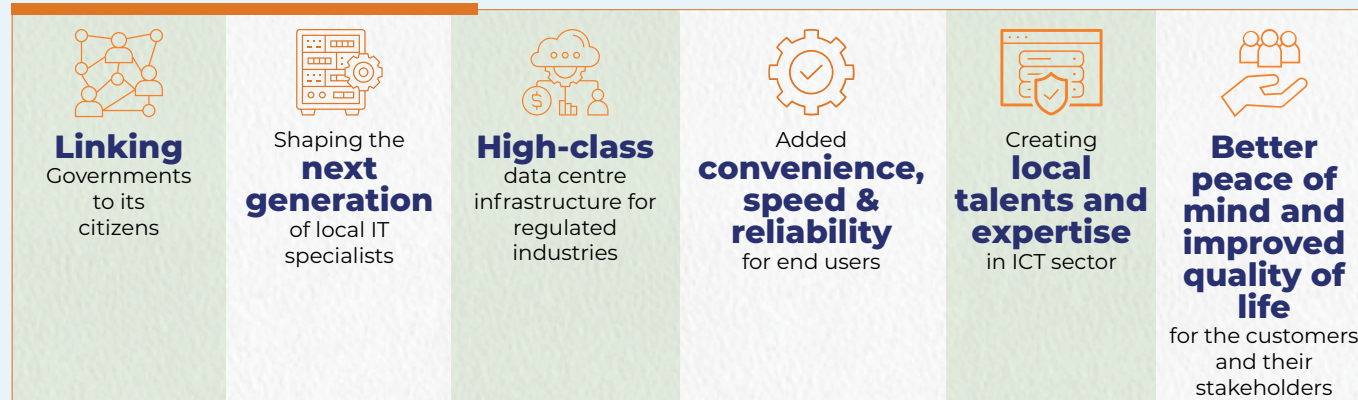 Linking
Governments
to its
citizens
Shaping the
next
generation
of local IT
specialists
High-class
data centre
infrastructure for
regulated
industries
Added
convenience,
speed &
reliability
for end users
Creating
local
talents and
expertise
in ICT sector
Better
peace of
mind and
improved
quality of
life
for the customers
and their
stakeholders